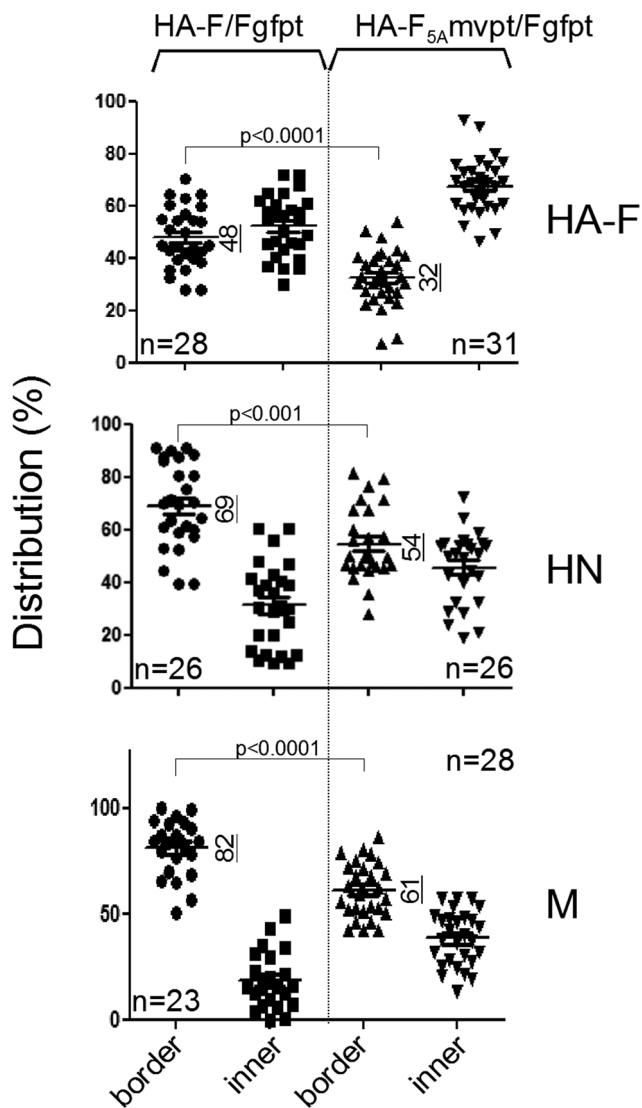 HA-F/Fgfpt HA-F5Amvpt/Fgfpt
Distribution (%)
100
80
60
40
20
0
p<0.0001
48
32
n=28
n=31
HA-F
100
80
60
40
20
0
p<0.001
69
54
n=26
n=26
HN
100
50
0
p<0.0001
82
61
n=23
n=28
M
border inner border inner